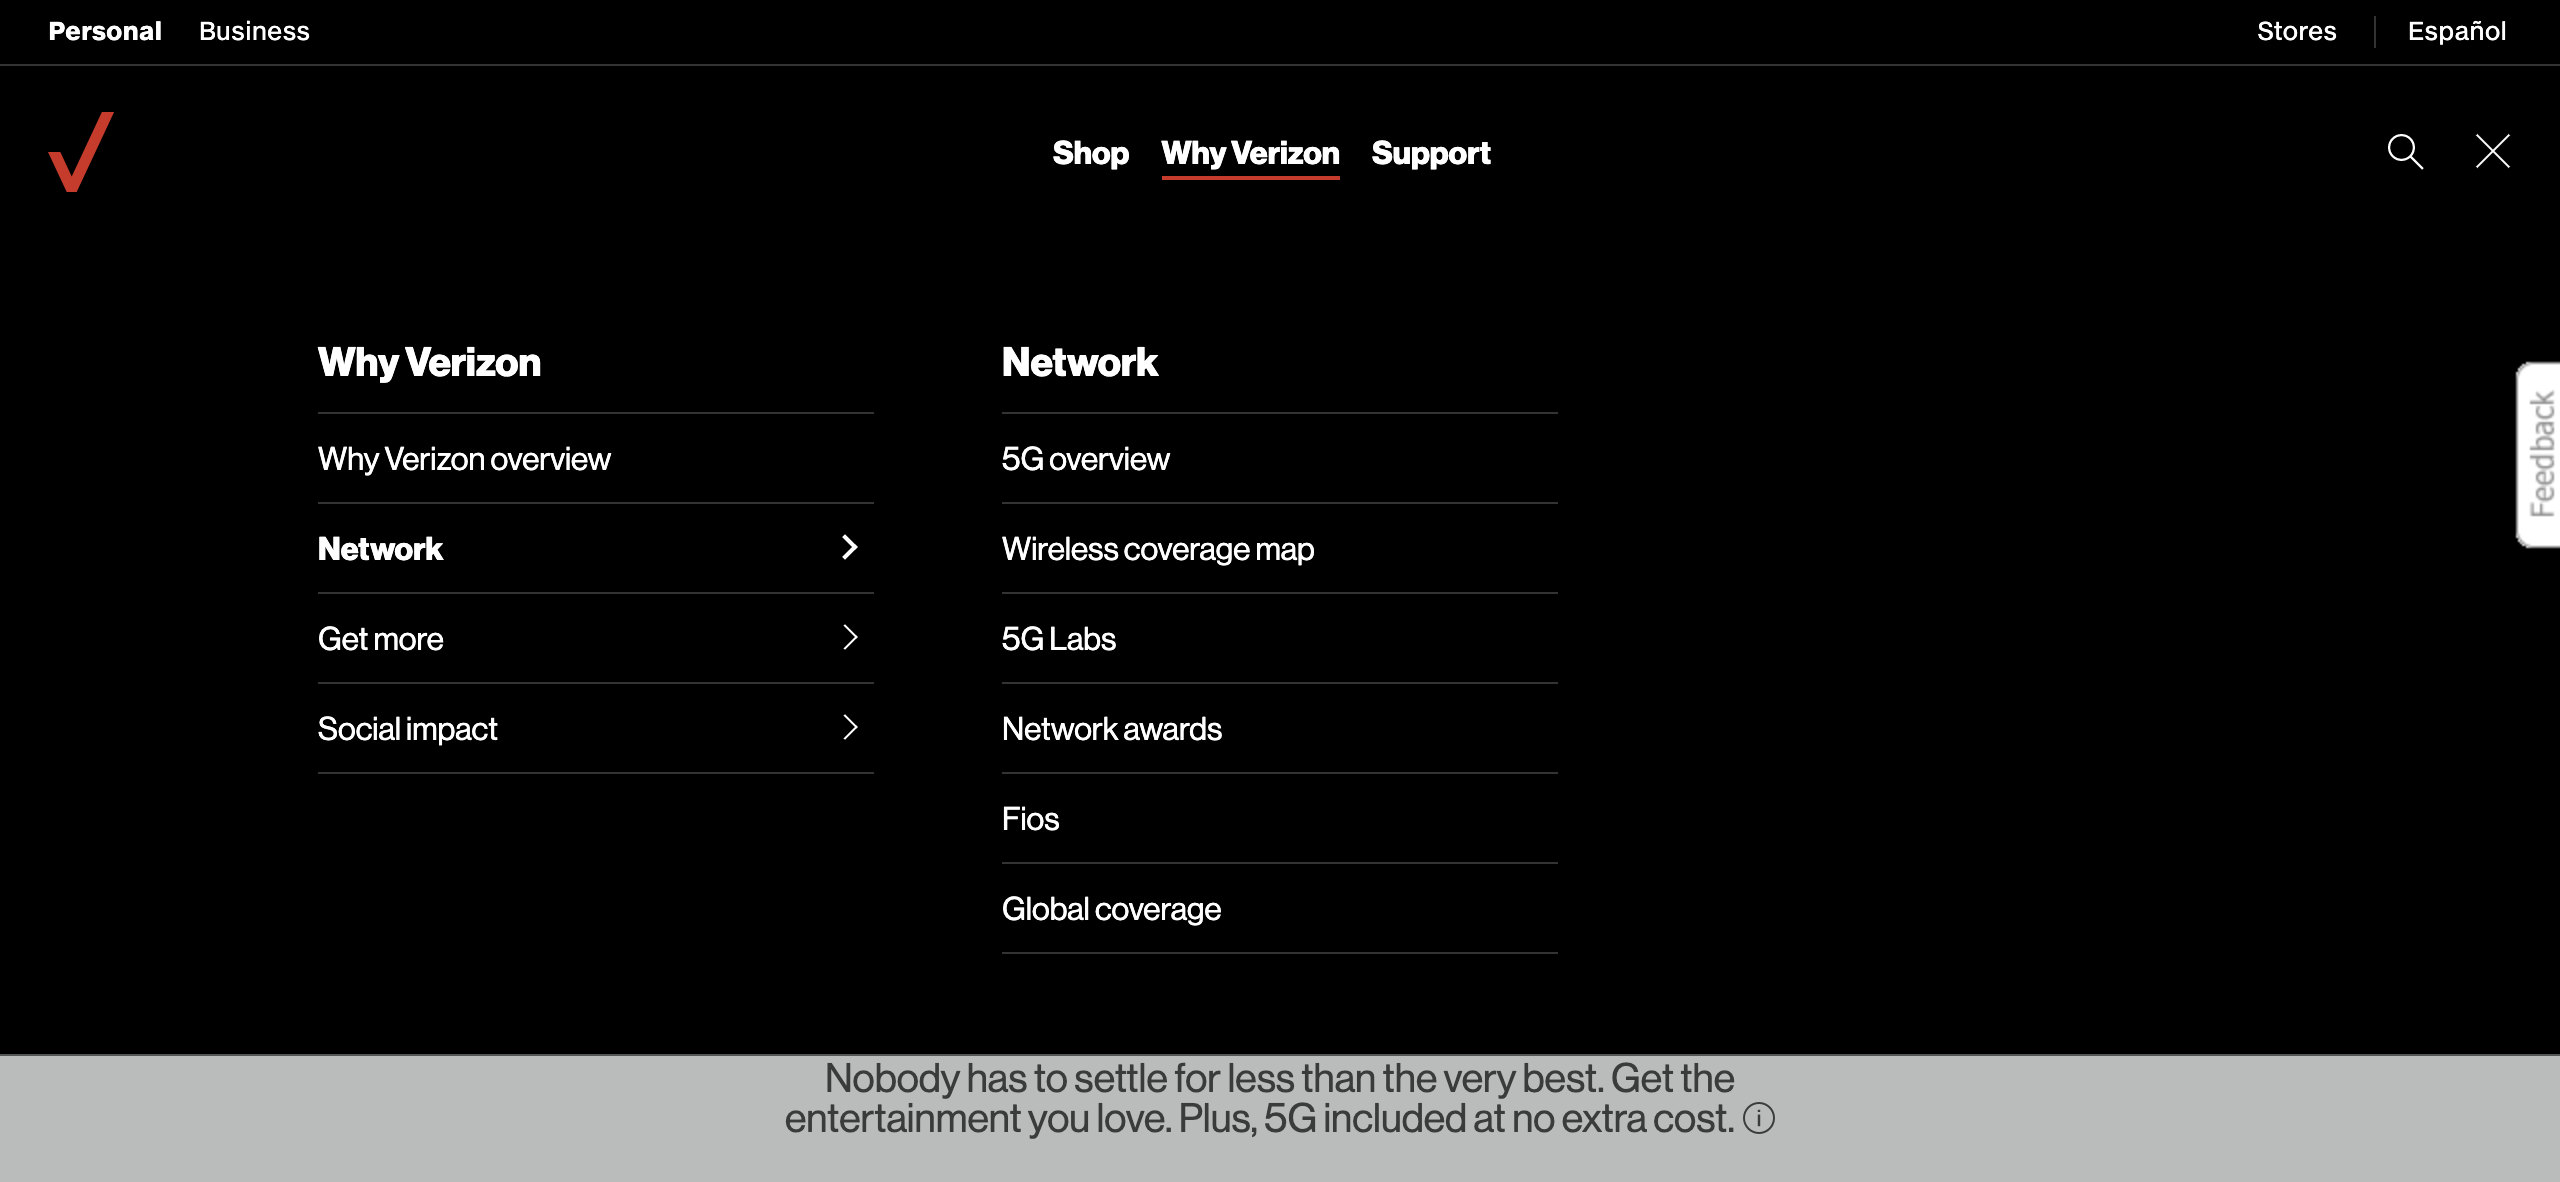 Personal
Business
Stores
Español
Shop
Why Verizon
Support
Why Verizon
Why Verizon overview
Network
Get more
Social impact
Network
5G overview
Wireless coverage map
5G Labs
Network awards
Fios
Global coverage
Feedback
Nobody has to settle for less than the very best. Get the
entertainment you love. Plus, 5G included at no extra cost.